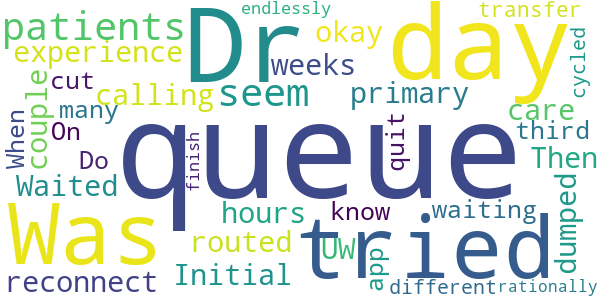 endlessly
transfer
patients
Dr
day
okay
experience
weeks
cycled
cut
calling
seem
primary
couple
many
care
When
On
queue
quit
third
Do
finish
Then
Waited
Was
hours
know
waiting
tried
dumped
routed
UW
app
reconnect
Initial
different
rationally